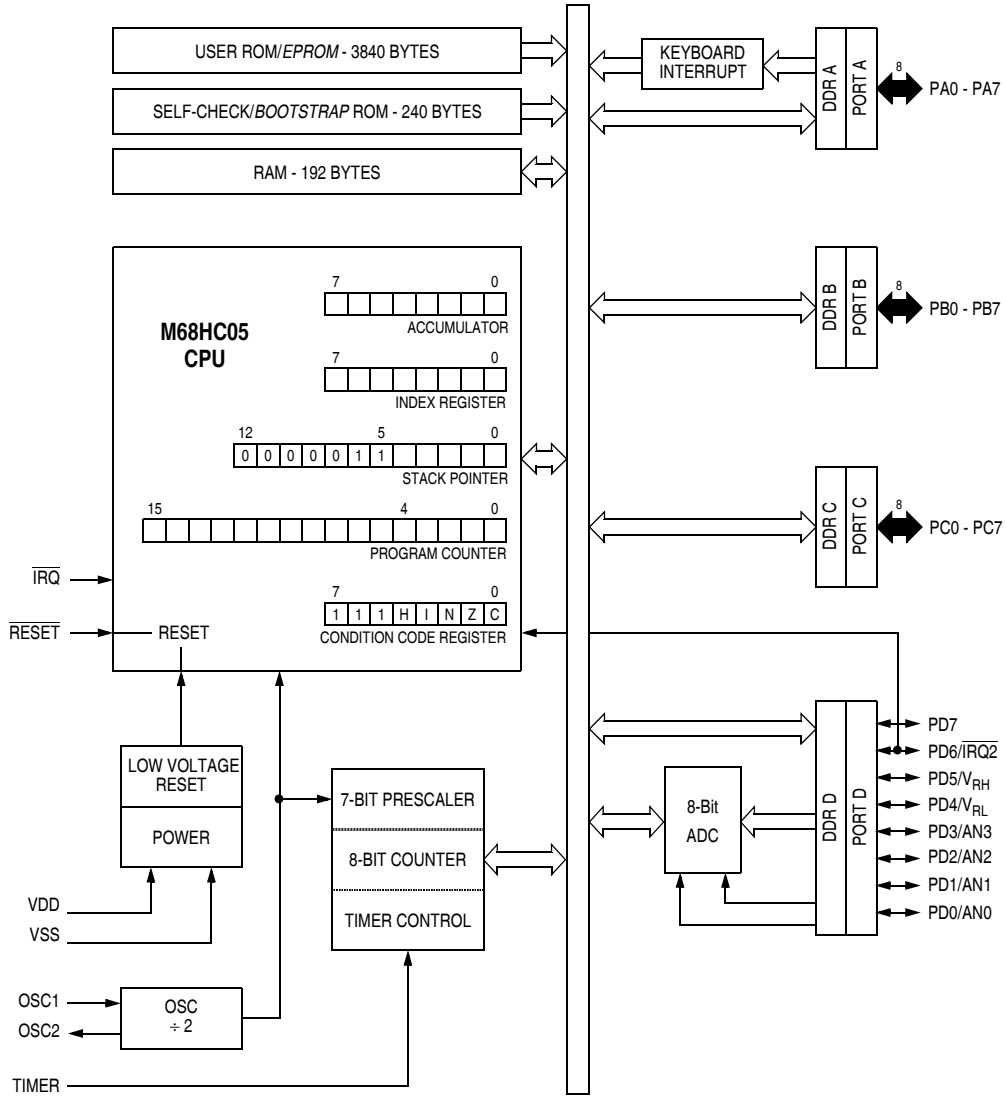 USER ROM/EPROM - 3840 BYTES
SELF-CHECK/BOOTSTRAP ROM - 240 BYTES
RAM - 192 BYTES
M68HC05
CPU
7 0
ACCUMULATOR
7 0
INDEX REGISTER
12 5 0
0 0 0 0 0 1 1
STACK POINTER
15 4 0
PROGRAM COUNTER
7 0
1 1 1 H I N Z C
CONDITION CODE REGISTER
IRQ
RESET
RESET
LOW VOLTAGE
RESET
POWER
VDD
VSS
7-BIT PRESCALER
8-BIT COUNTER
TIMER CONTROL
OSC1
OSC2
OSC
÷ 2
TIMER
KEYBOARD
INTERRUPT
DDR A
PORT A
8
PA0 - PA7
DDR B
PORT B
8
PB0 - PB7
DDR C
PORT C
8
PC0 - PC7
8-Bit
ADC
DDR D
PORT D
PD7
PD6/IRQ2
PD5/VRH
PD4/VRL
PD3/AN3
PD2/AN2
PD1/AN1
PD0/AN0